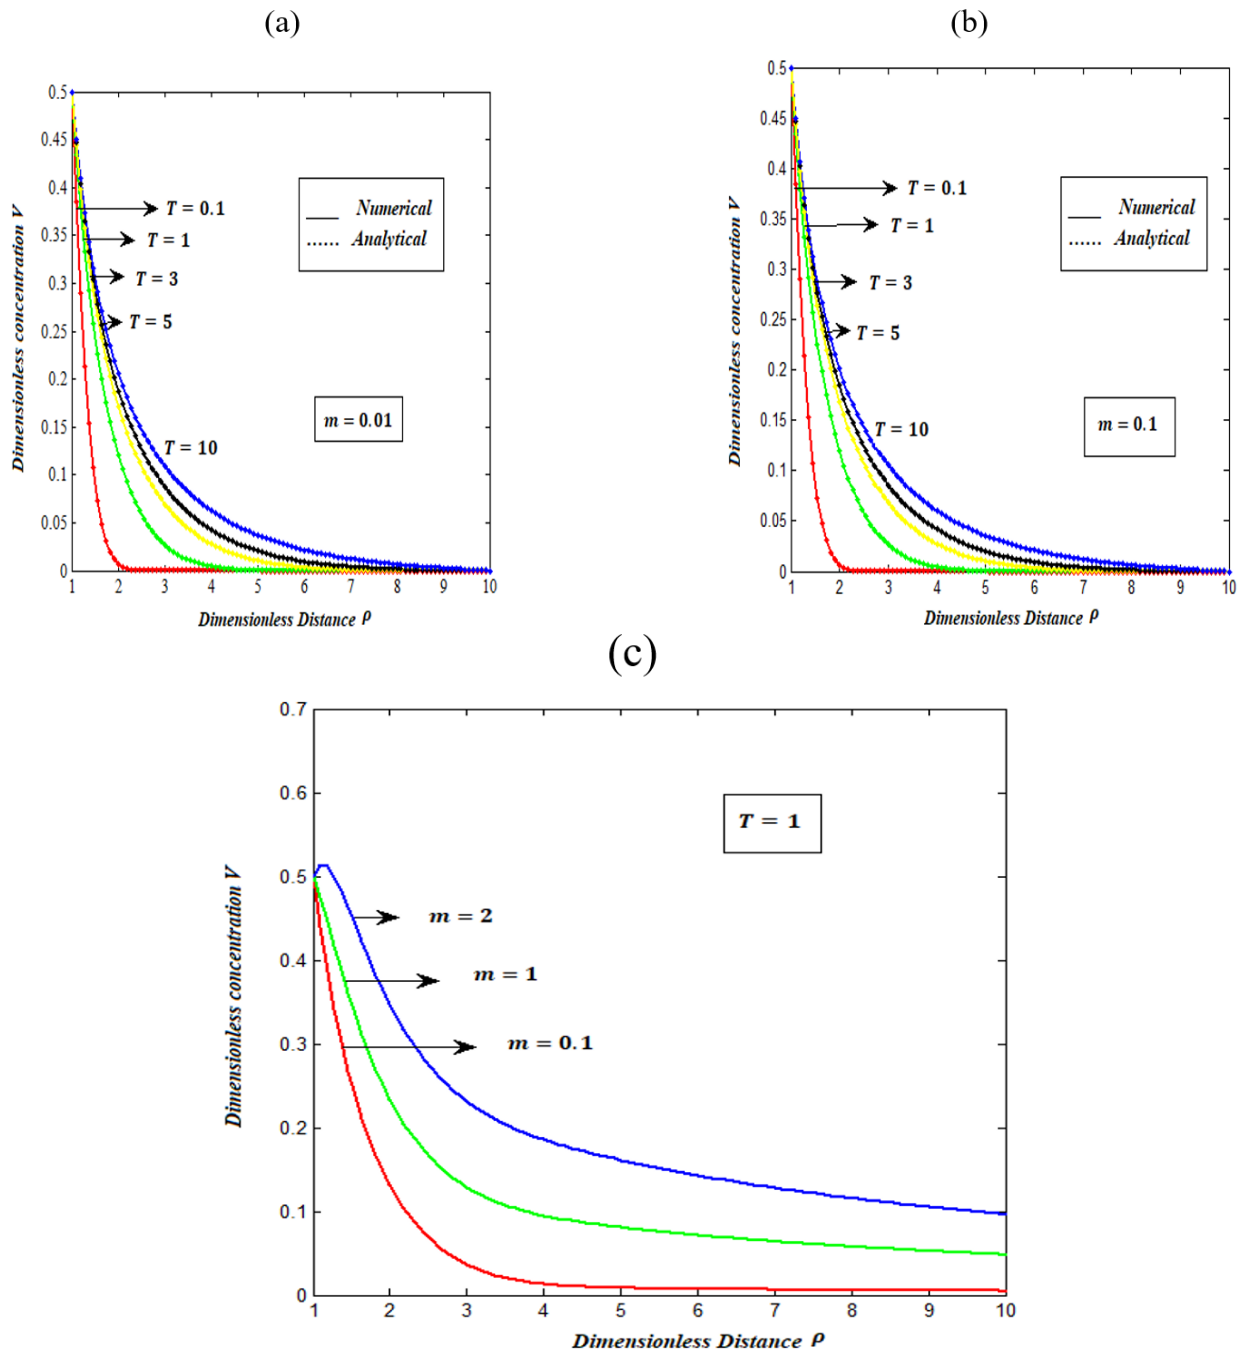 (a)
0.5
0.45
0.4
0.35
0.3
0.25
0.2
0.15
0.1
0.05
0
1 2 3 4 5 6 7 8 9 10
Dimensionless concentration V
Dimensionless Distance ρ
T = 0.1
T = 1
T = 3
T = 5
T = 10
Numerical
Analytical
m = 0.01
(b)
0.5
0.45
0.4
0.35
0.3
0.25
0.2
0.15
0.1
0.05
0
1 2 3 4 5 6 7 8 9 10
Dimensionless concentration V
Dimensionless Distance ρ
T = 0.1
T = 1
T = 3
T = 5
T = 10
Numerical
Analytical
m = 0.1
(c)
0.7
0.6
0.5
0.4
0.3
0.2
0.1
0
1 2 3 4 5 6 7 8 9 10
Dimensionless concentration V
Dimensionless Distance ρ
T = 1
m = 2
m = 1
m = 0.1